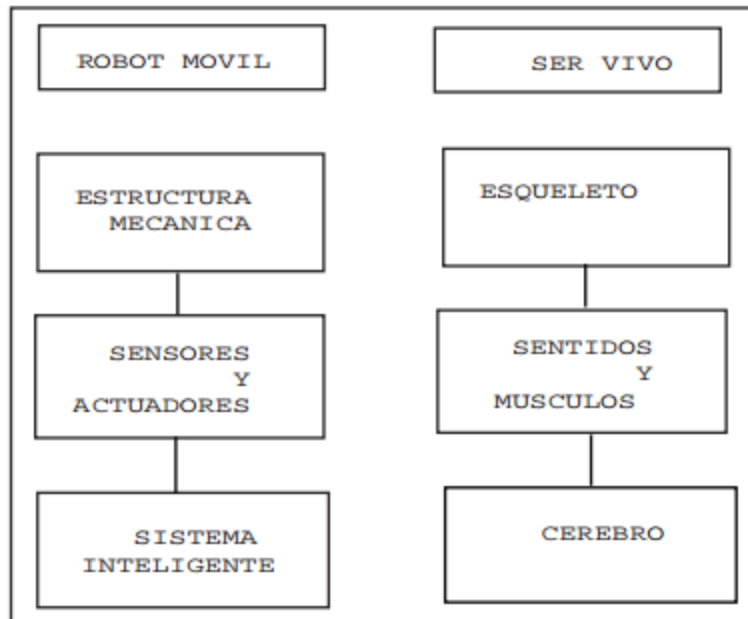 ROBOT MOVIL
SER VIVO
ESTRUCTURA
MECANICA
ESQUELETO
SENSORES
Y
ACTUADORES
SENTIDOS
Y
MUSCULOS
SISTEMA
INTELIGENTE
CEREBRO